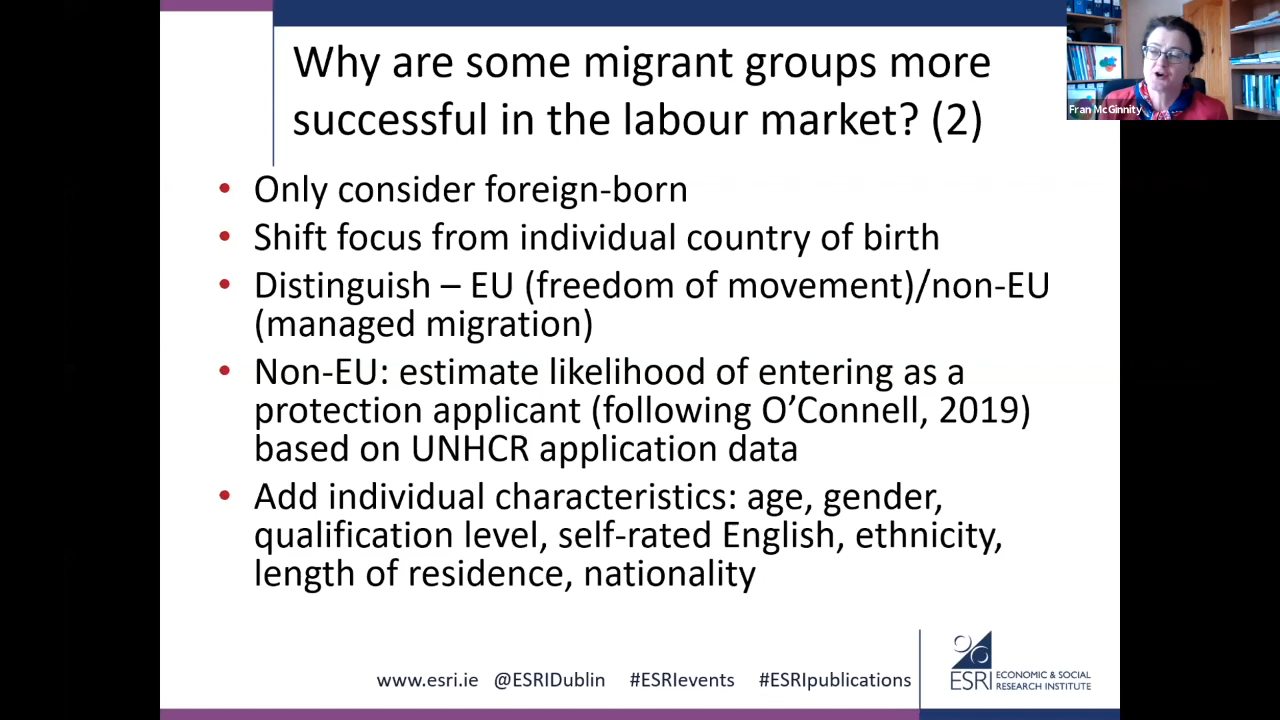 Why are some migrant groups more
successful in the labour market? (2)
Fran McGinnity
• Only consider foreign-born
• Shift focus from individual country of birth
• Distinguish – EU (freedom of movement)/non-EU
(managed migration)
• Non-EU: estimate likelihood of entering as a
protection applicant (following O’Connell, 2019)
based on UNHCR application data
• Add individual characteristics: age, gender,
qualification level, self-rated English, ethnicity,
length of residence, nationality
www.esri.ie @ESRIDublin #ESRIevents #ESRIpublications
ESRI ECONOMIC & SOCIAL
RESEARCH INSTITUTE